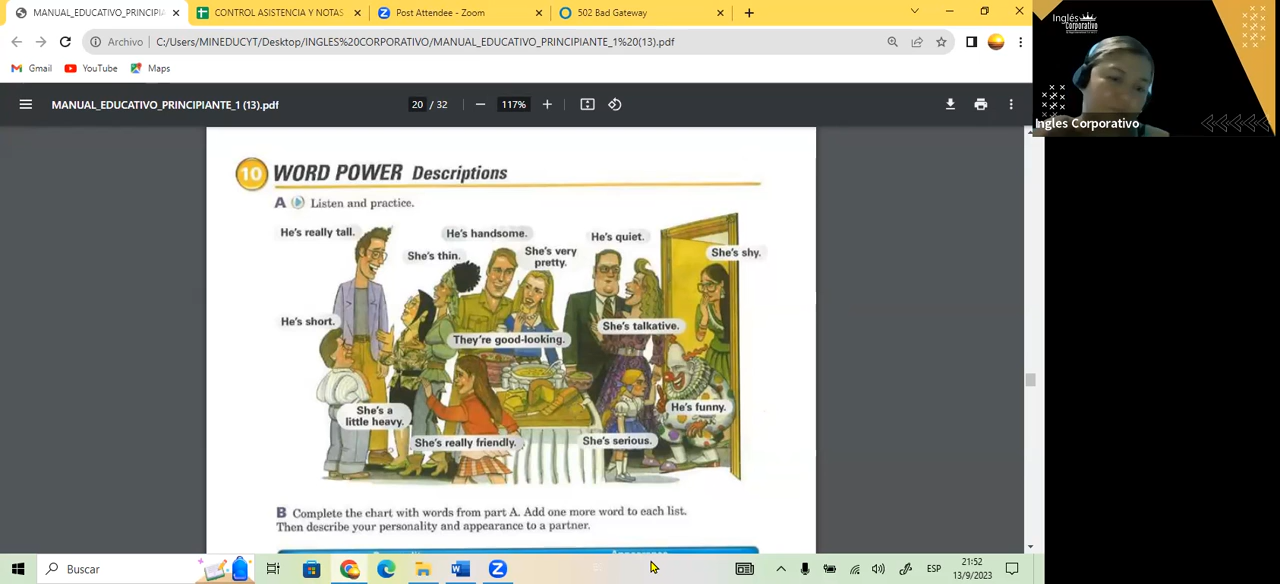 MANUAL_EDUCATIVO_PRINCIPIA
CONTROL ASISTENCIA Y NOTAS
Post Attendee - Zoom
502 Bad Gateway
Archivo
C:/Users/MINEDUCYT/Desktop/INGLES%20CORPORATIVO/MANUAL_EDUCATIVO_PRINCIPIANTE_1%20(13).pdf
Gmail
YouTube
Maps
MANUAL_EDUCATIVO_PRINCIPIANTE_1 (13).pdf
20 / 32
117%
Inglés
Corporativo
Ingles Corporativo
10 WORD POWER Descriptions
A Listen and practice.
He's really tall.
He's handsome.
He's quiet.
She's thin.
She's very
pretty.
She's shy.
He's short.
She's talkative.
They're good-looking.
She's a
little heavy.
He's funny.
She's really friendly.
She's serious.
B Complete the chart with words from part A. Add one more word to each list.
Then describe your personality and appearance to a partner.
Appearance
Buscar
ESP
21:52
13/9/2023